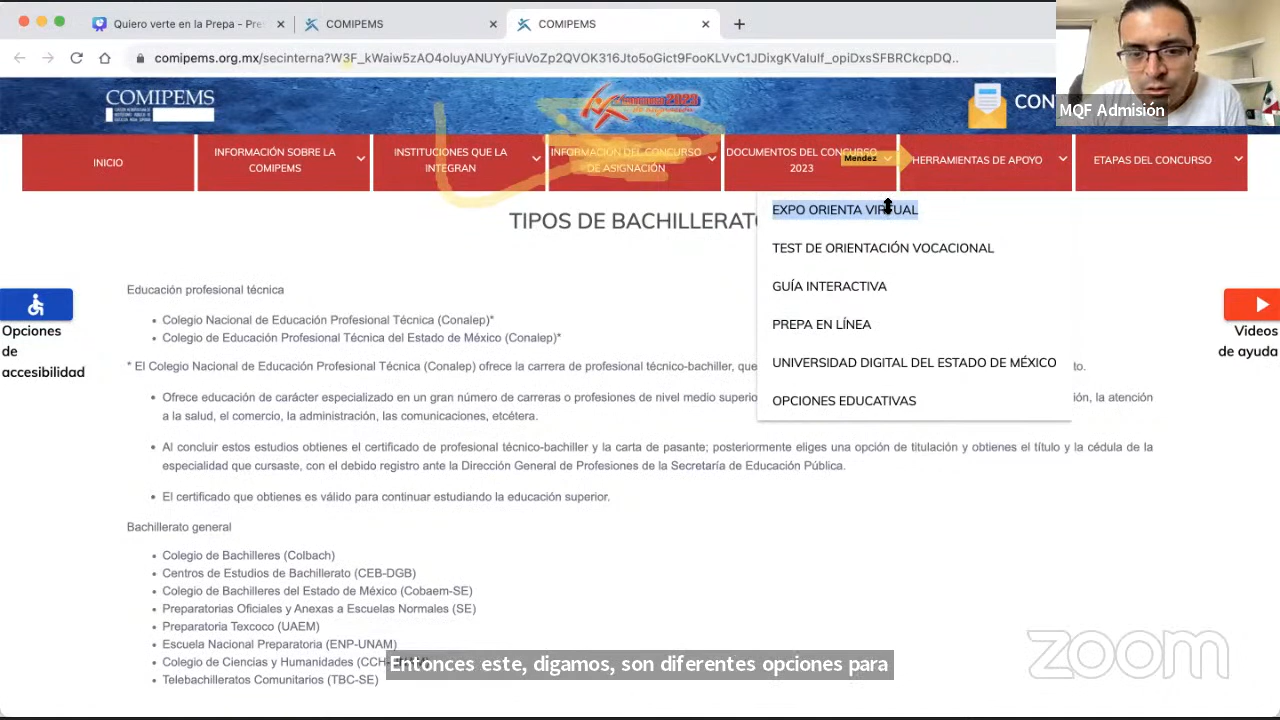 Quiero verte en la Prepa - Pre
COMIPEMS
COMIPEMS
comipems.org.mx/secinterna?W3F_kWaiw5zAO4oluyANUYyFiuVoZp2QVOK316Jto5oGict9FooKLVvC1JDixgKVaIuIf_opiDxsSFBRCkcpDQ..
COMIPEMS
CON
MQF Admisión
INICIO
INFORMACIÓN SOBRE LA
COMIPEMS
INSTITUCIONES QUE LA
INTEGRAN
INFORMACIÓN DEL CONCURSO
DE ASIGNACIÓN
DOCUMENTOS DEL CONCURSO
2023
Mendez
HERRAMIENTAS DE APOYO
ETAPAS DEL CONCURSO
TIPOS DE BACHILLERATO
EXPO ORIENTA VIRTUAL
TEST DE ORIENTACIÓN VOCACIONAL
GUÍA INTERACTIVA
PREPA EN LÍNEA
UNIVERSIDAD DIGITAL DEL ESTADO DE MÉXICO
OPCIONES EDUCATIVAS
Opciones
de
accesibilidad
Videos
de ayuda
Educación profesional técnica
Colegio Nacional de Educación Profesional Técnica (Conalep)*
Colegio de Educación Profesional Técnica del Estado de México (Conalep)*
* El Colegio Nacional de Educación Profesional Técnica (Conalep) ofrece la carrera de profesional técnico-bachiller, que to.
Ofrece educación de carácter especializado en un gran número de carreras o profesiones de nivel medio superio n, la atención
a la salud, el comercio, la administración, las comunicaciones, etcétera.
Al concluir estos estudios obtienes el certificado de profesional técnico-bachiller y la carta de pasante; posteriormente eliges una opción de titulación y obtienes el título y la cédula de la
especialidad que cursaste, con el debido registro ante la Dirección General de Profesiones de la Secretaría de Educación Pública.
El certificado que obtienes es válido para continuar estudiando la educación superior.
Bachillerato general
Colegio de Bachilleres (Colbach)
Centros de Estudios de Bachillerato (CEB-DGB)
Colegio de Bachilleres del Estado de México (Cobaem-SE)
Preparatorias Oficiales y Anexas a Escuelas Normales (SE)
Preparatoria Texcoco (UAEM)
Escuela Nacional Preparatoria (ENP-UNAM)
Colegio de Ciencias y Humanidades (CCH-
Telebachilleratos Comunitarios (TBC-SE)
Entonces este, digamos, son diferentes opciones para
zoom